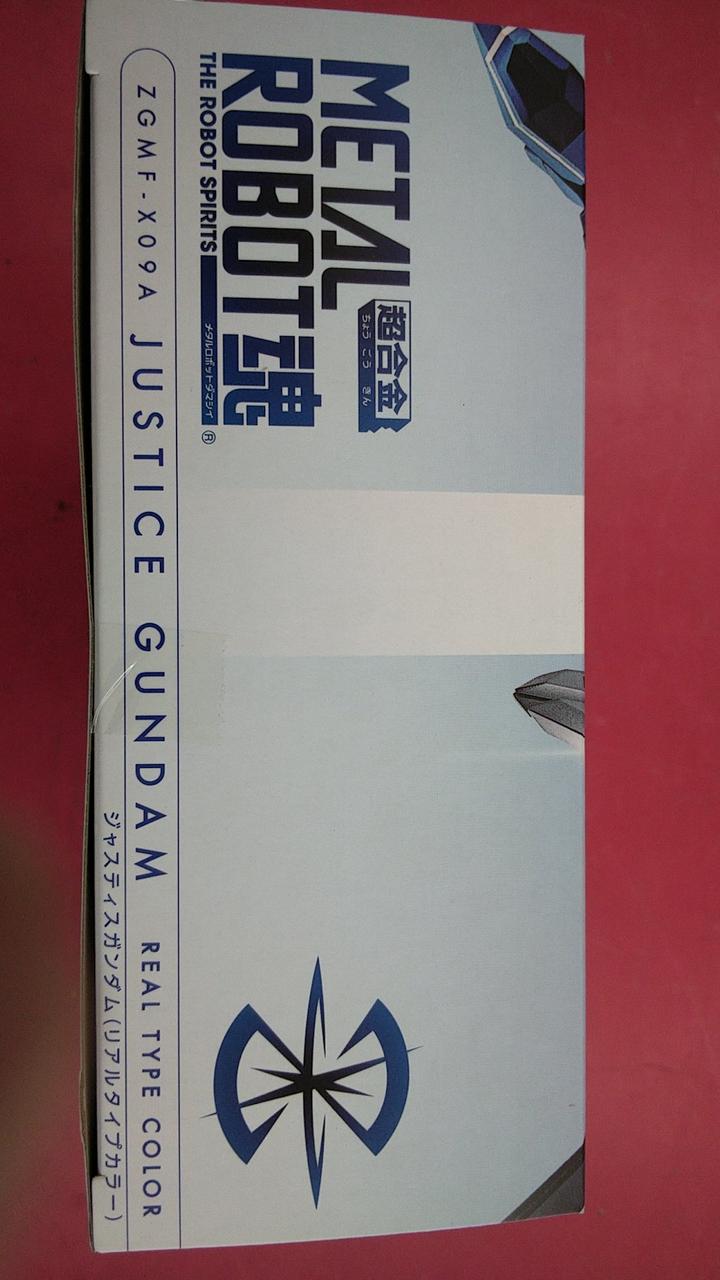 超合金
ちょう ごう きん
METAL
ROBOT魂
THE ROBOT SPIRITS
メタルロボットダマシイ
®
ZGMF-X09A JUSTICE GUNDAM REAL TYPE COLOR
ジャスティスガンダム(リアルタイプカラー)